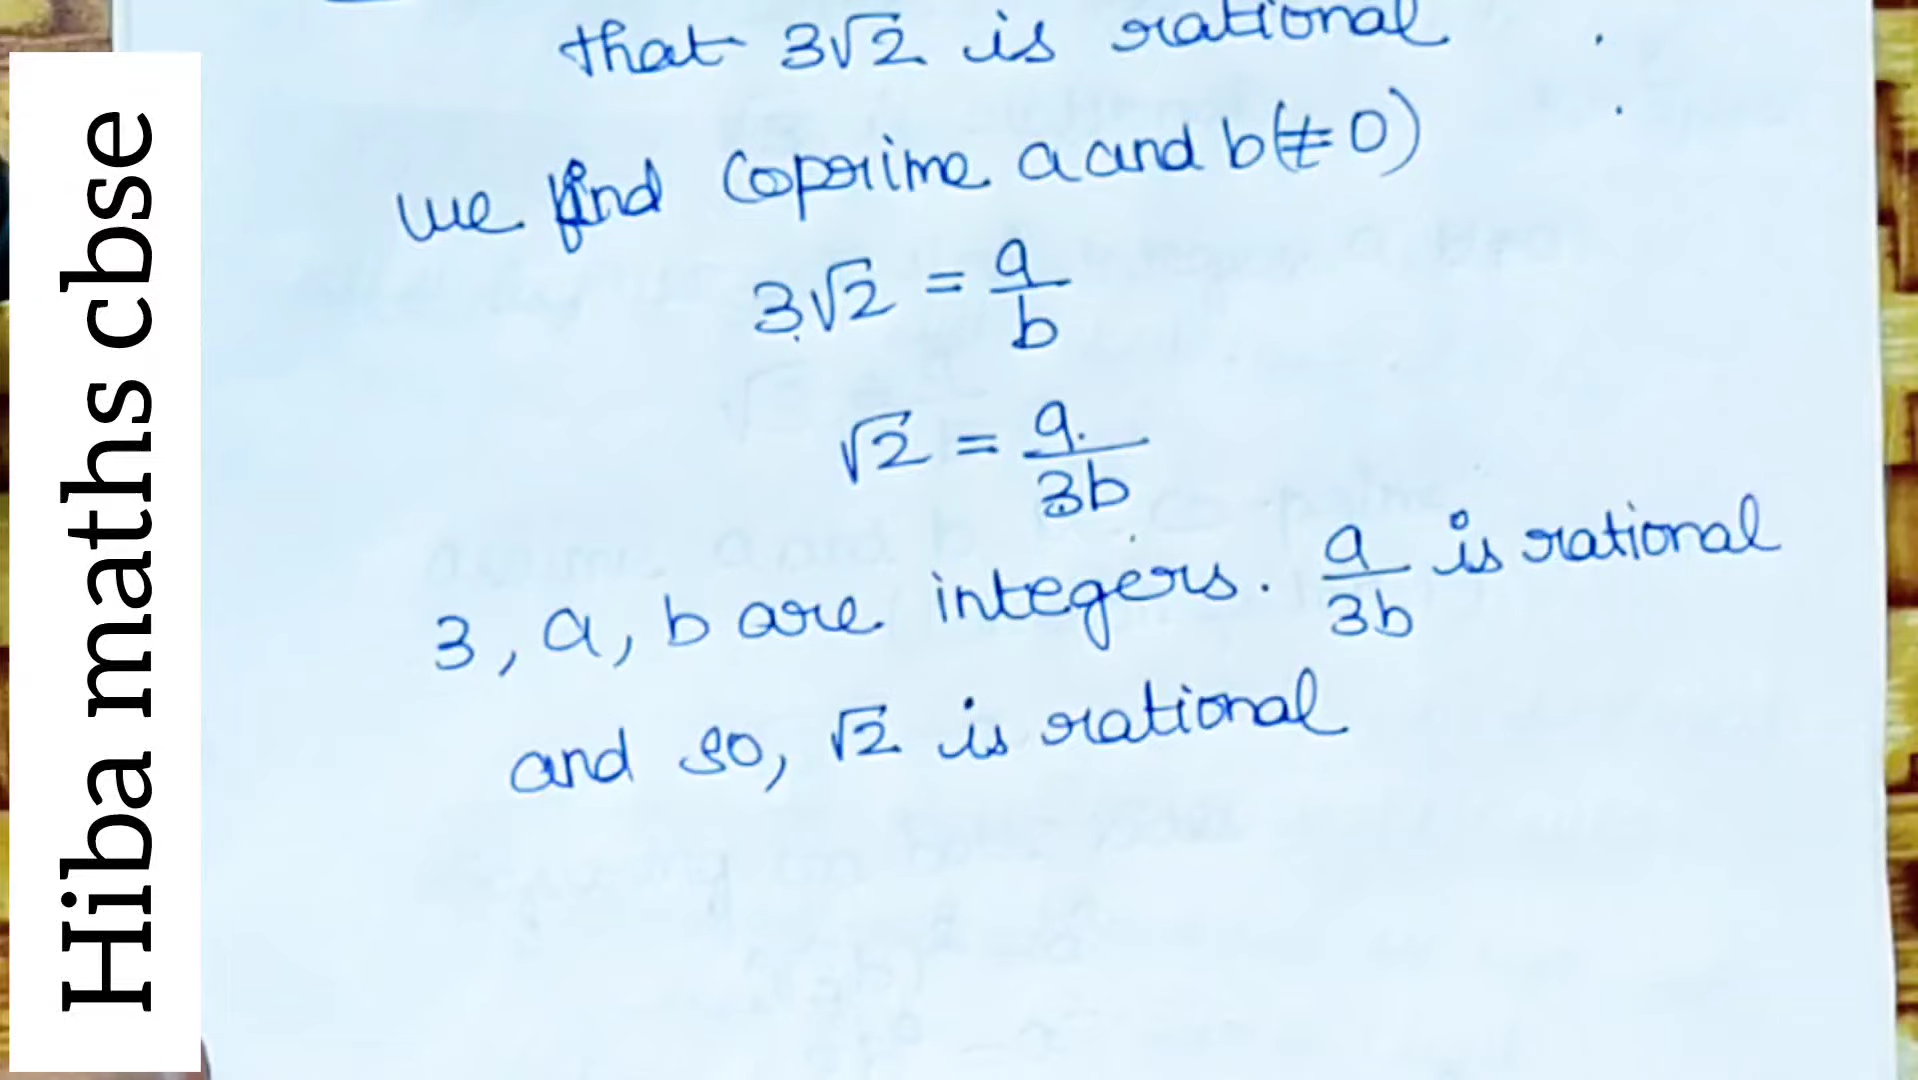 Hiba maths cbse
that 3√2 is rational
we find coprime a and b(≠0)
3√2 = a/b
√2 = a/3b
3, a, b are integers. a/3b is rational
and so, √2 is rational